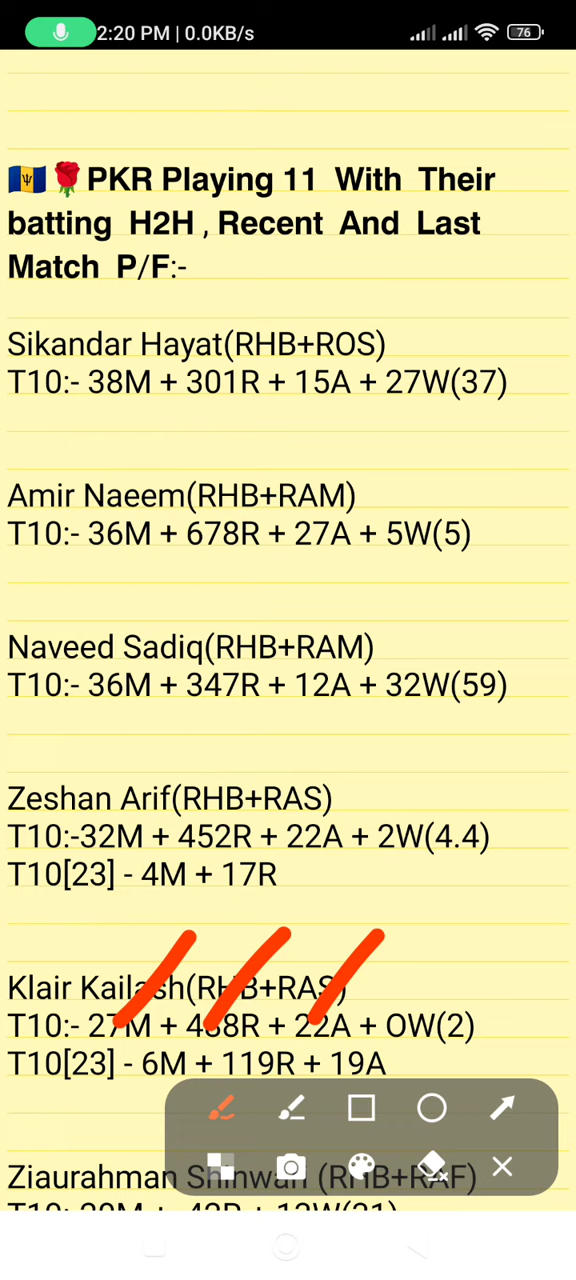 2:20 PM | 0.0KB/s
76
🇧🇧🌹PKR Playing 11 With Their
batting H2H , Recent And Last
Match P/F:-
Sikandar Hayat(RHB+ROS)
T10:- 38M + 301R + 15A + 27W(37)
Amir Naeem(RHB+RAM)
T10:- 36M + 678R + 27A + 5W(5)
Naveed Sadiq(RHB+RAM)
T10:- 36M + 347R + 12A + 32W(59)
Zeshan Arif(RHB+RAS)
T10:-32M + 452R + 22A + 2W(4.4)
T10[23] - 4M + 17R
Klair Kailash(RHB+RAS)
T10:- 27M + 22A + OW(2)
T10[23] - 6M + 119R + 19A
Ziaurahman Shinwari (RHB+RAF)